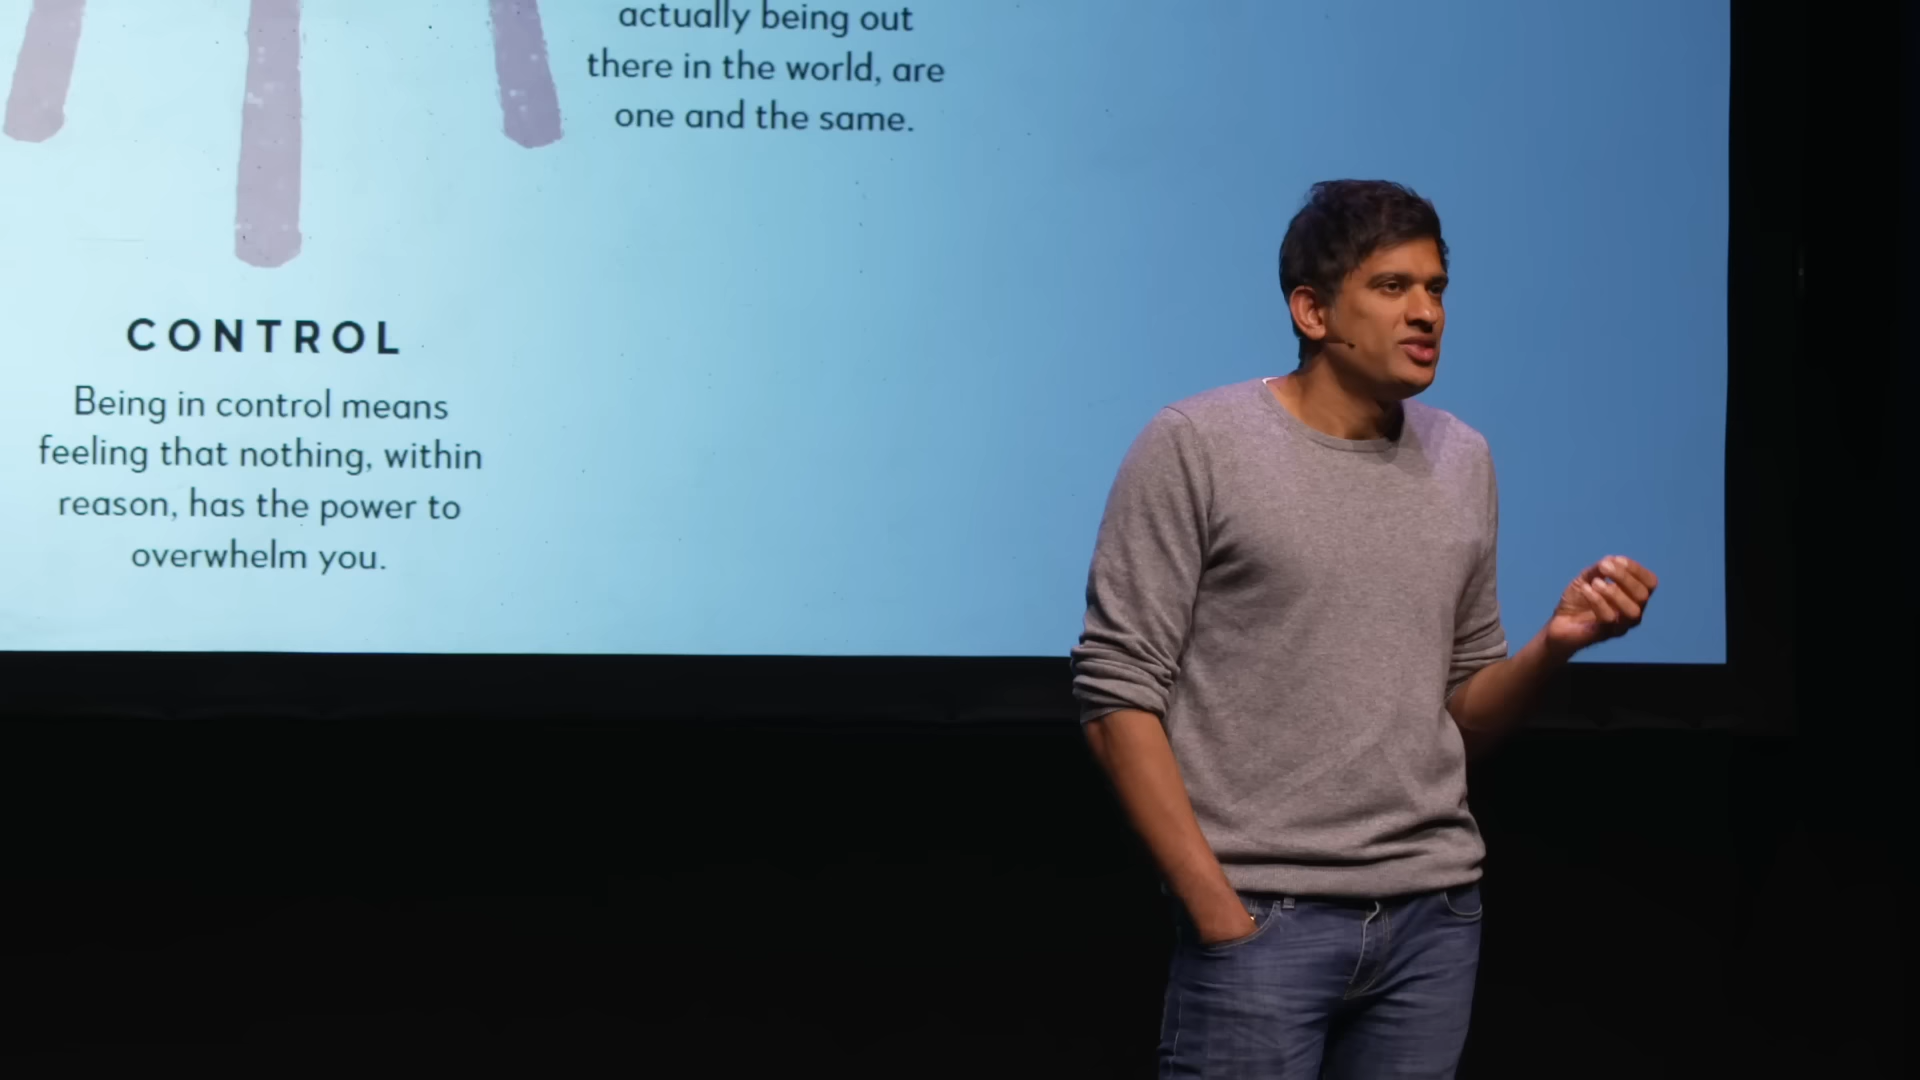 actually being out
there in the world, are
one and the same.
CONTROL
Being in control means
feeling that nothing, within
reason, has the power to
overwhelm you.